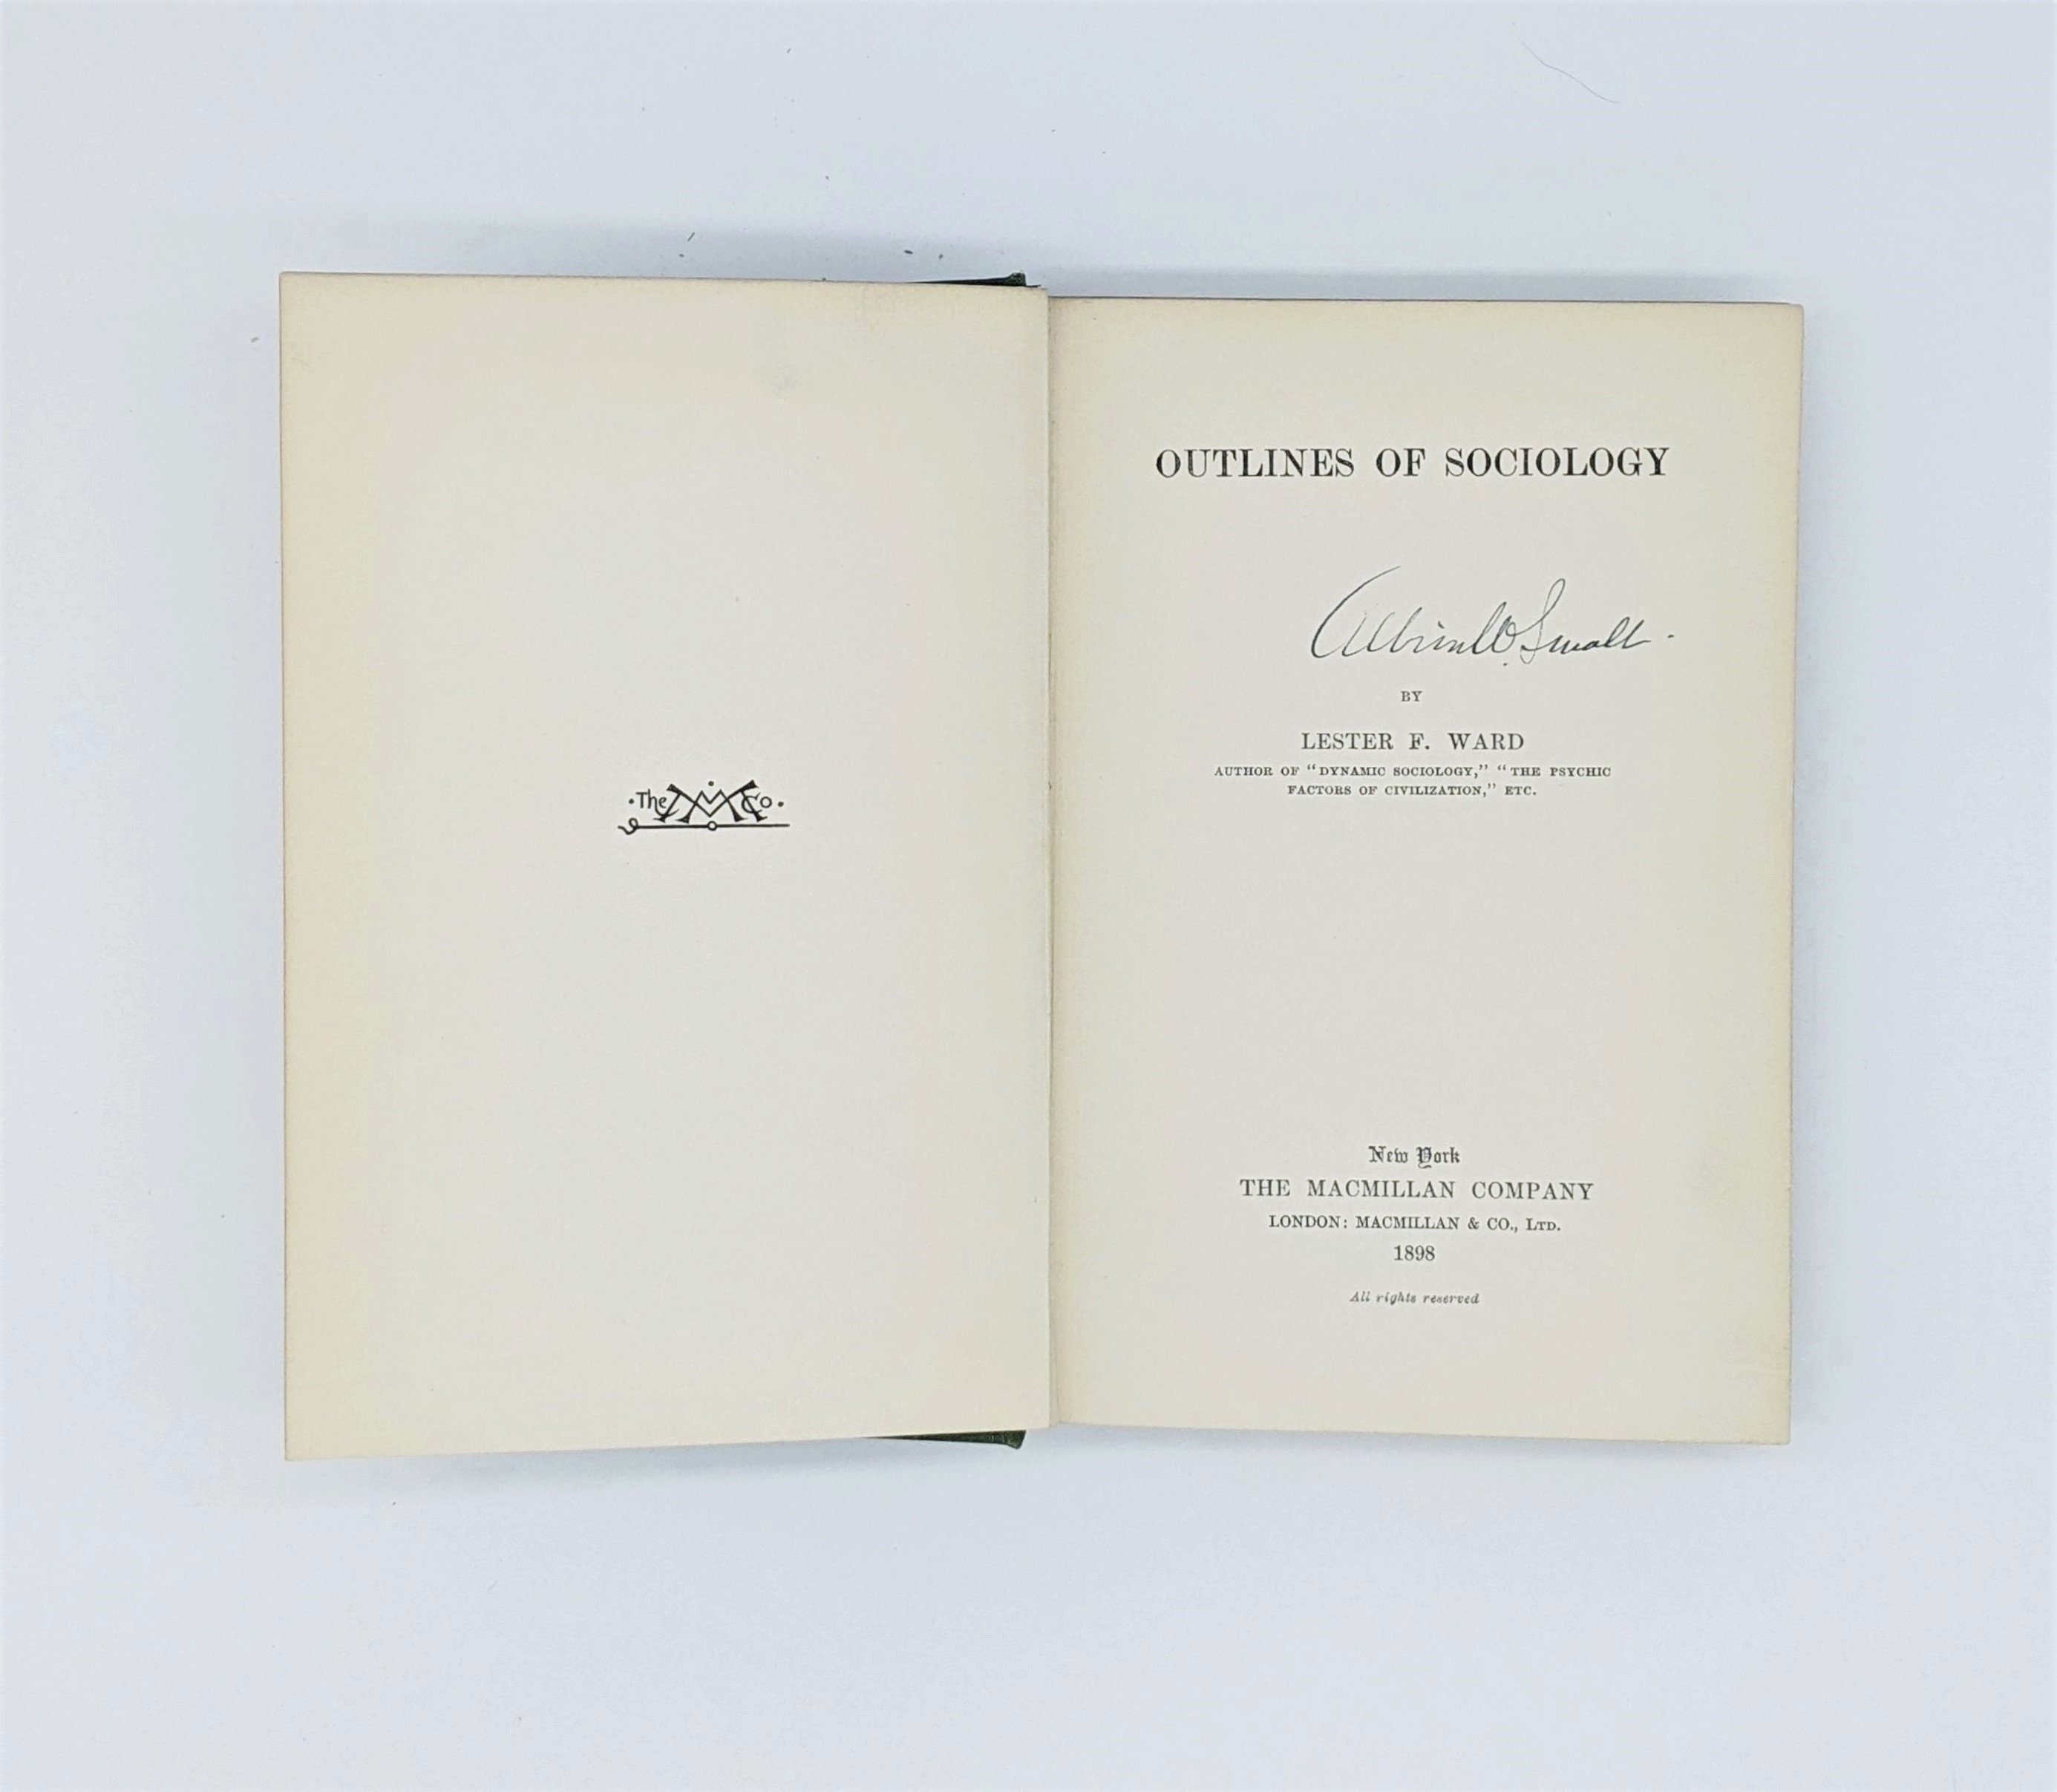 ·The M Co·
OUTLINES OF SOCIOLOGY
Albion W. Small.
BY
LESTER F. WARD
AUTHOR OF “DYNAMIC SOCIOLOGY,” “THE PSYCHIC
FACTORS OF CIVILIZATION,” ETC.
New York
THE MACMILLAN COMPANY
LONDON: MACMILLAN & CO., LTD.
1898
All rights reserved